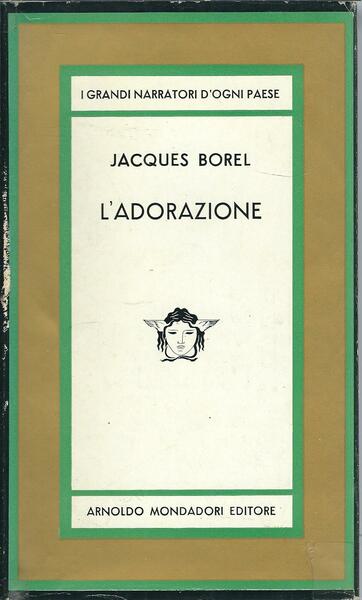 I GRANDI NARRATORI D'OGNI PAESE
JACQUES BOREL
L'ADORAZIONE
ARNOLDO MONDADORI EDITORE